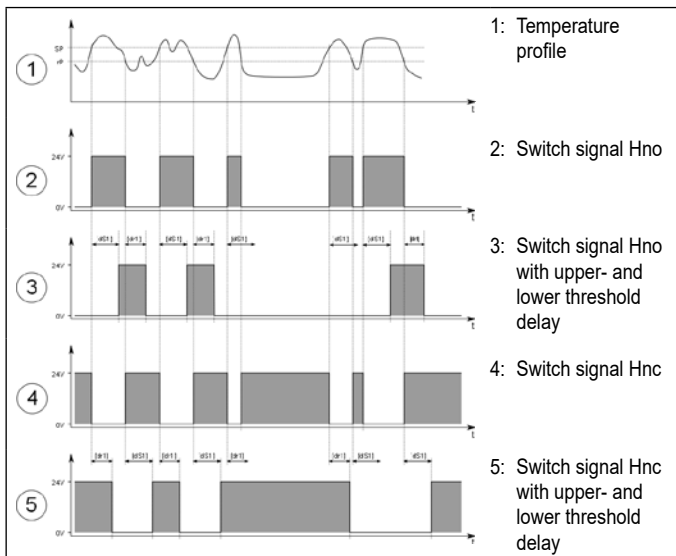 1: Temperature
profile
SP
rP
1
t
2: Switch signal Hno
24V
2
0V
t
3: Switch signal Hno
with upper- and
lower threshold
delay
[dS1] [dr1] [dS1] [dr1] [dS1] [dS1] [dS1]
24V
3
0V
t
4: Switch signal Hnc
24V
4
0V
t
5: Switch signal Hnc
with upper- and
lower threshold
delay
[dr1] [dS1] [dr1] [dS1] [dr1] [dr1] [dS1] [dS1]
24V
5
0V
t